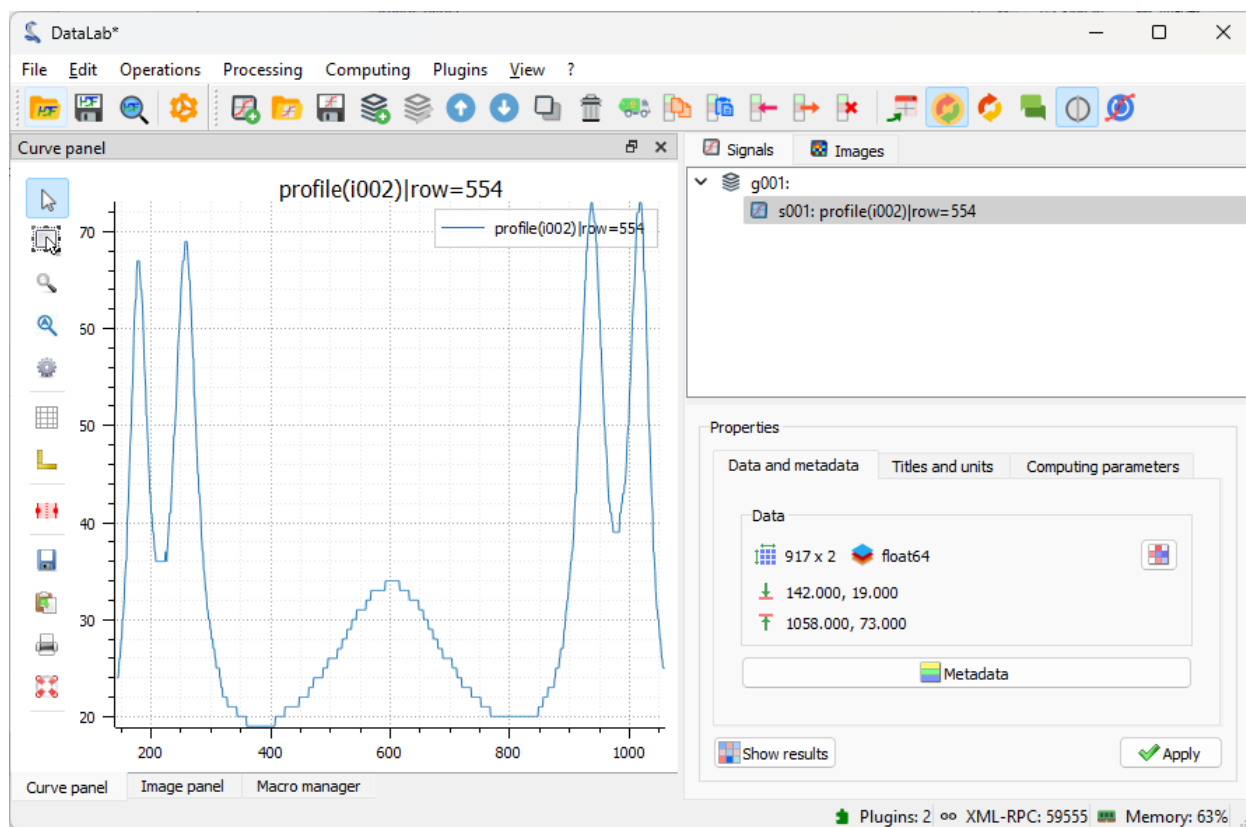 DataLab*
File Edit Operations Processing Computing Plugins View ?
Curve panel
Signals
Images
g001:
s001: profile(i002)|row=554
profile(i002)|row=554
profile(i002)|row=554
70
60
50
40
30
20
200 400 600 800 1000
Curve panel Image panel Macro manager
Properties
Data and metadata Titles and units Computing parameters
Data
917 x 2 float64
142.000, 19.000
1058.000, 73.000
Metadata
Show results Apply
Plugins: 2 XML-RPC: 59555 Memory: 63%